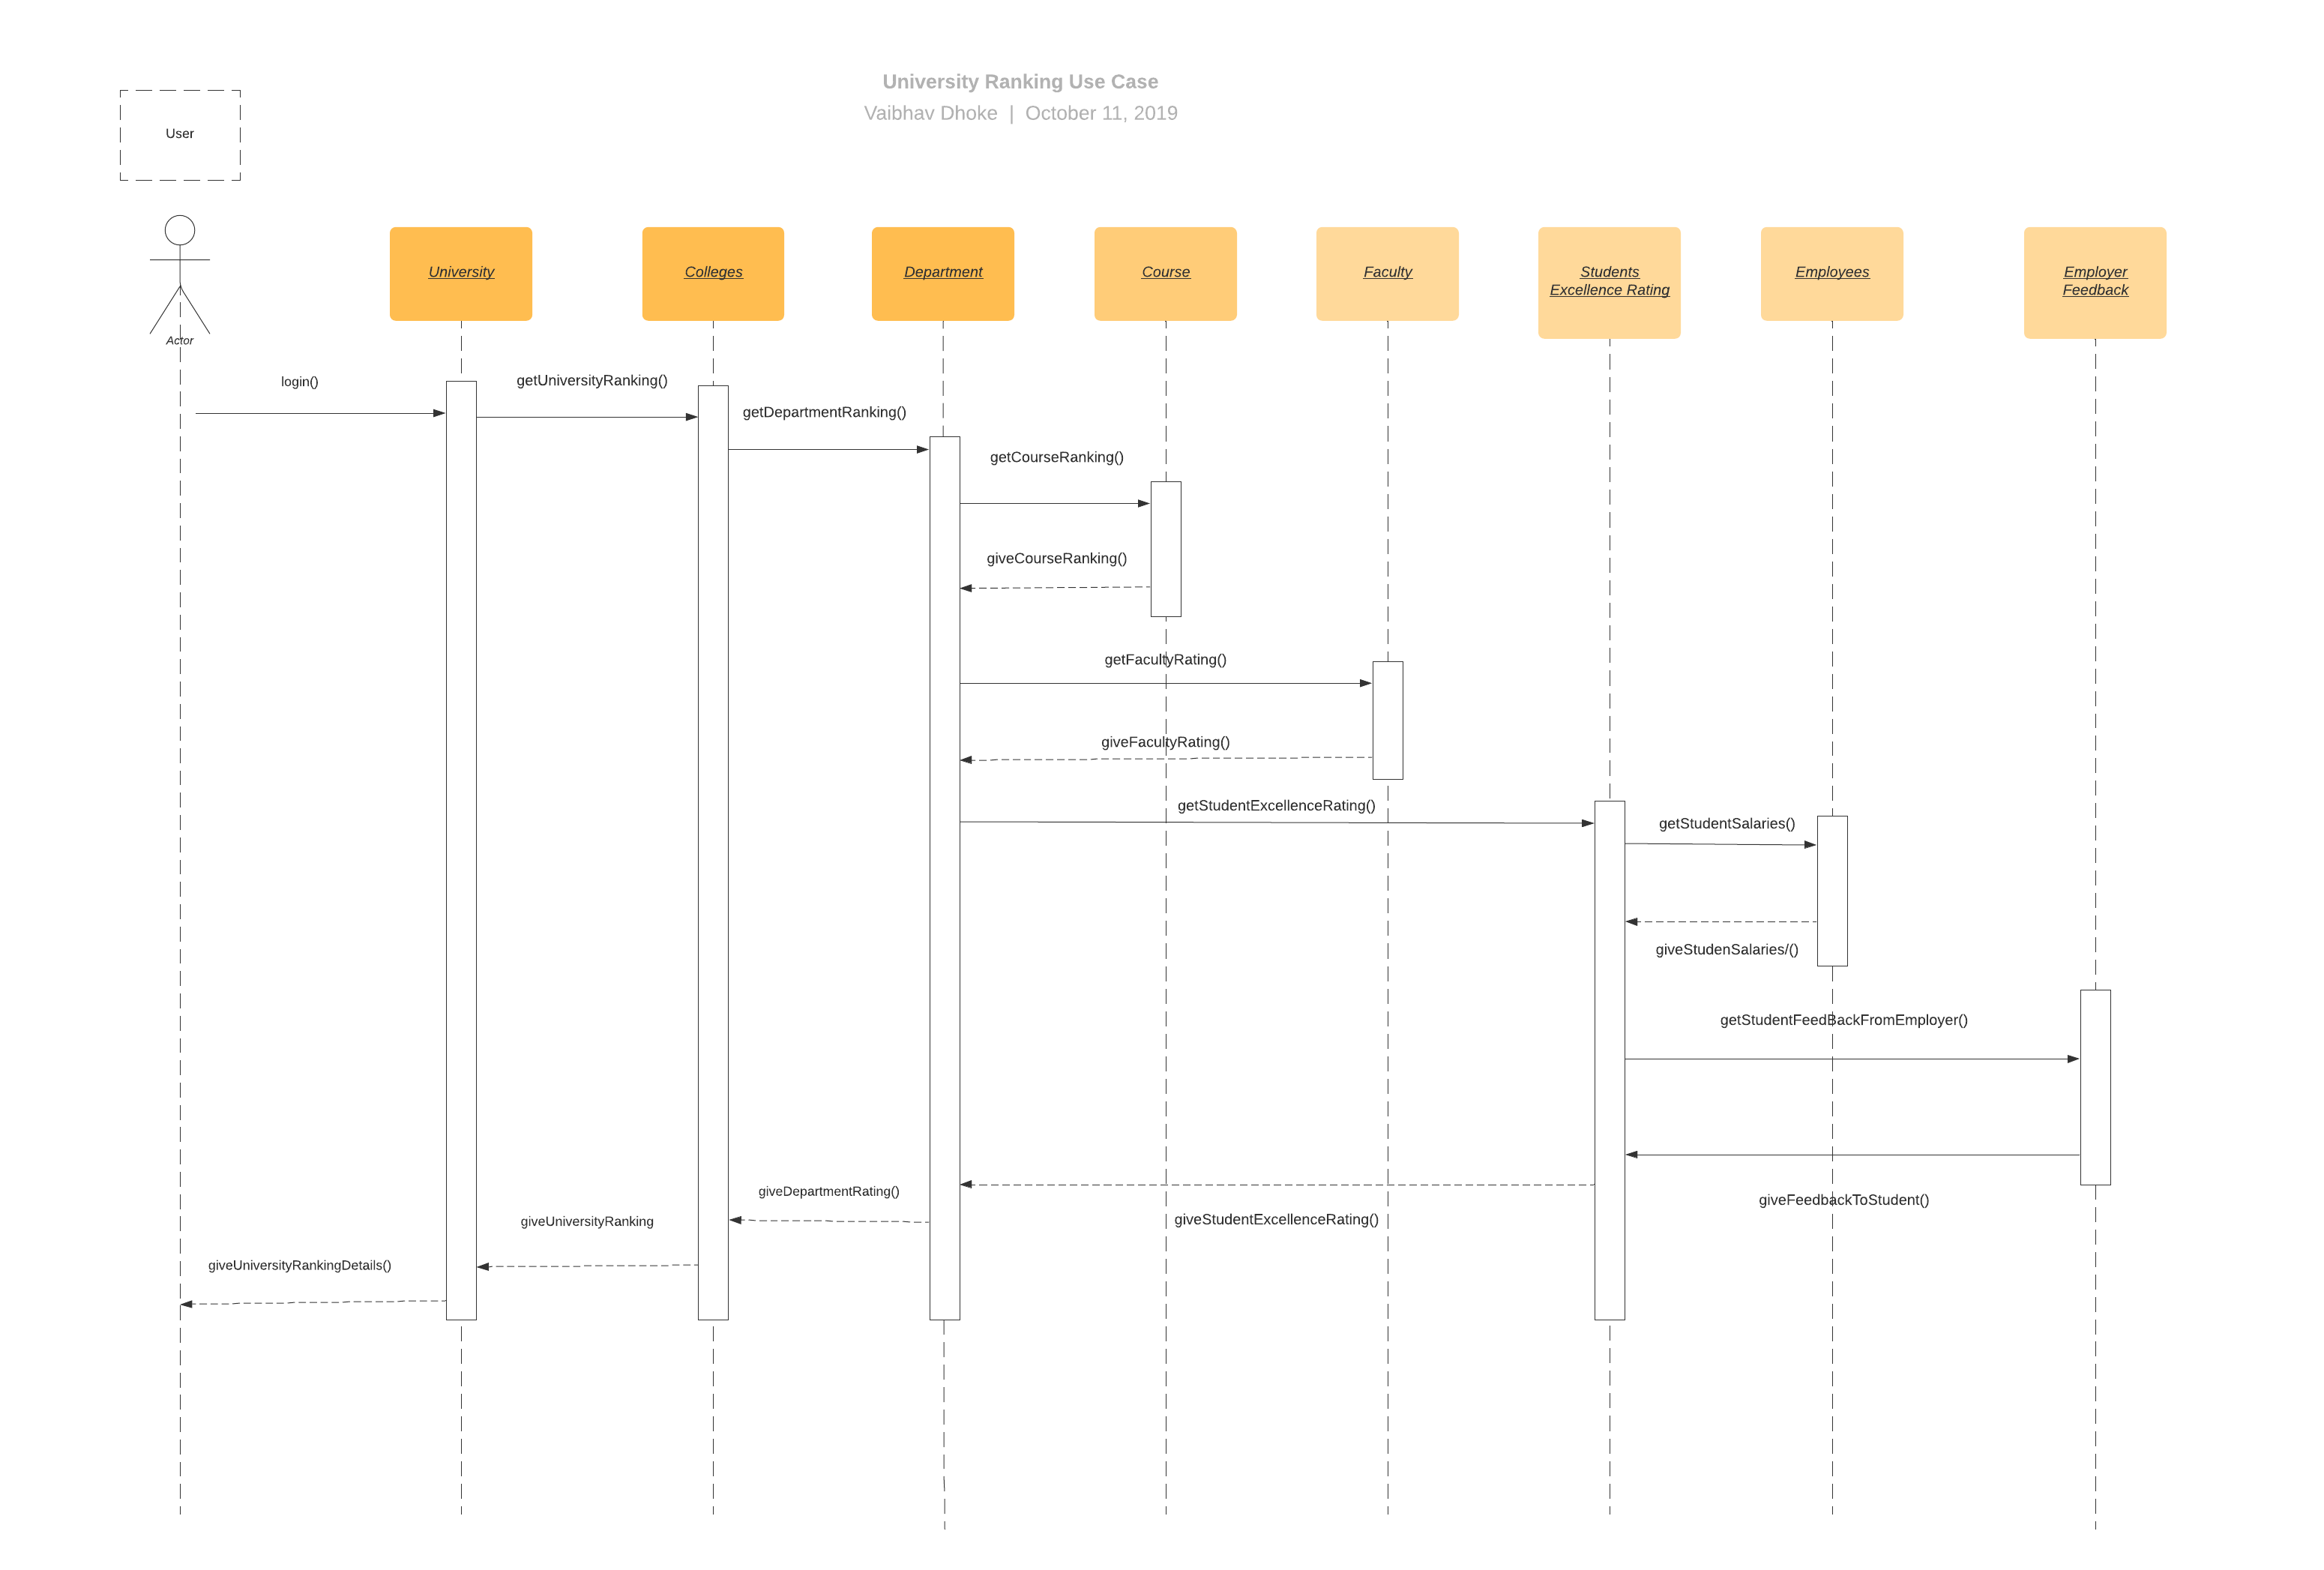 University Ranking Use Case
Vaibhav Dhoke | October 11, 2019
User
Actor
University
Colleges
Department
Course
Faculty
Students
Excellence Rating
Employees
Employer
Feedback
login()
getUniversityRanking()
getDepartmentRanking()
getCourseRanking()
giveCourseRanking()
getFacultyRating()
giveFacultyRating()
getStudentExcellenceRating()
getStudentSalaries()
giveStudenSalaries/()
getStudentFeedBackFromEmployer()
giveFeedbackToStudent()
giveDepartmentRating()
giveStudentExcellenceRating()
giveUniversityRanking
giveUniversityRankingDetails()